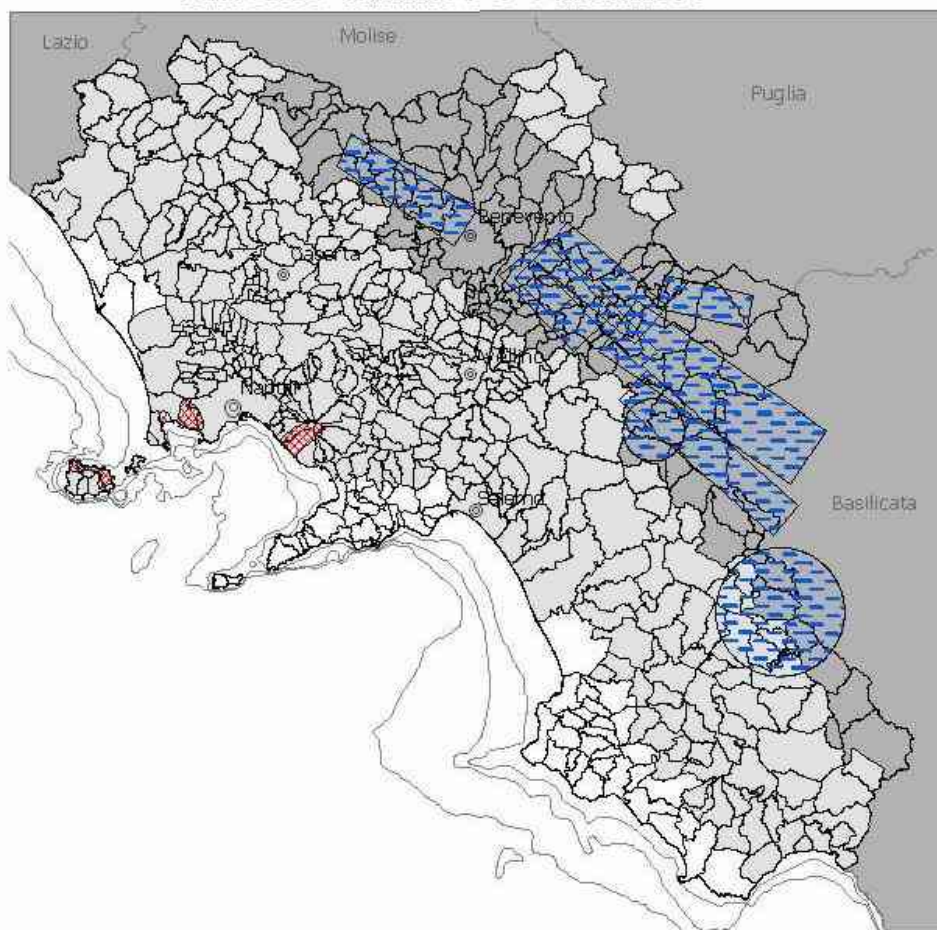 Lazio
Molise
Puglia
Benevento
Caserta
Avellino
Napoli
Salerno
Basilicata